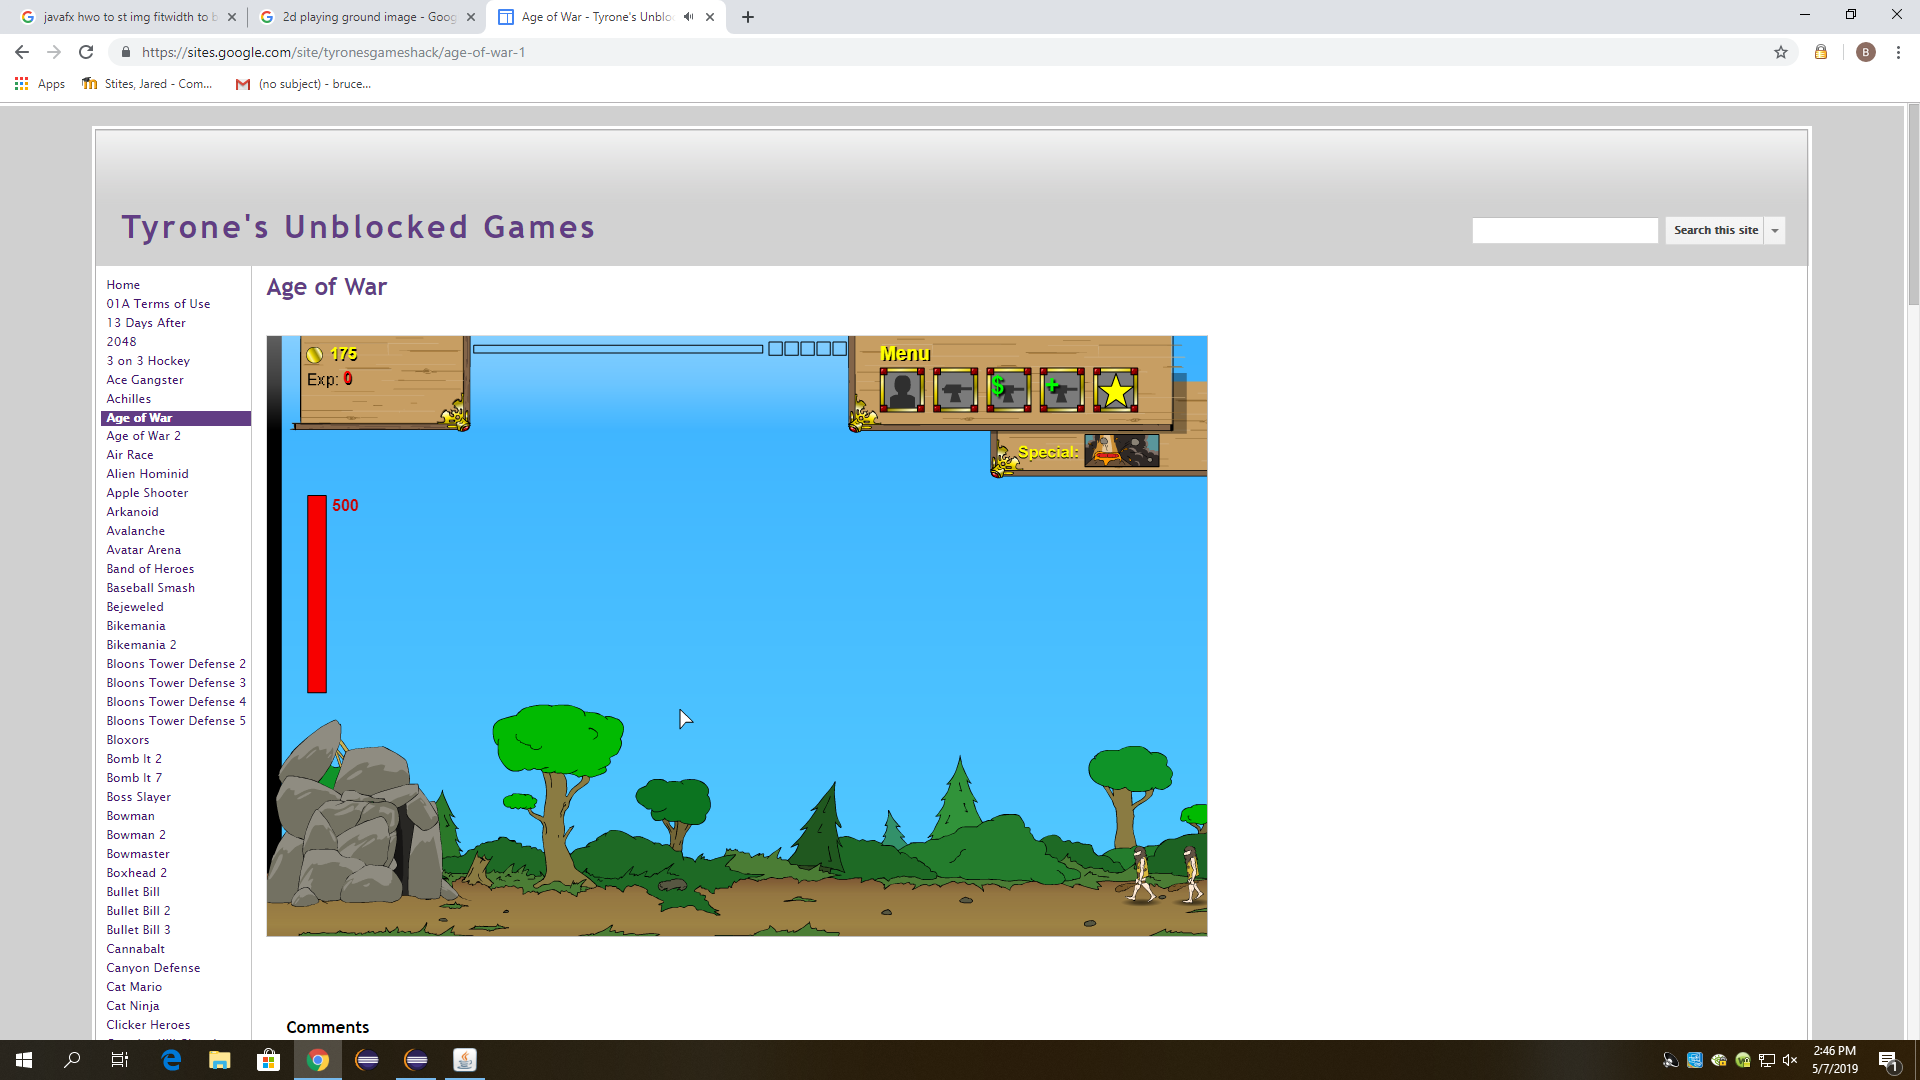 javafx hwo to st img fitwidth to b
2d playing ground image - Goog
Age of War - Tyrone's Unblo
https://sites.google.com/site/tyronesgameshack/age-of-war-1
B
Apps
Stites, Jared - Com...
(no subject) - bruce...
Tyrone's Unblocked Games
Search this site
Home
01A Terms of Use
13 Days After
2048
3 on 3 Hockey
Ace Gangster
Achilles
Age of War
Age of War 2
Air Race
Alien Hominid
Apple Shooter
Arkanoid
Avalanche
Avatar Arena
Band of Heroes
Baseball Smash
Bejeweled
Bikemania
Bikemania 2
Bloons Tower Defense 2
Bloons Tower Defense 3
Bloons Tower Defense 4
Bloons Tower Defense 5
Bloxors
Bomb It 2
Bomb It 7
Boss Slayer
Bowman
Bowman 2
Bowmaster
Boxhead 2
Bullet Bill
Bullet Bill 2
Bullet Bill 3
Cannabalt
Canyon Defense
Cat Mario
Cat Ninja
Clicker Heroes
Age of War
175
Exp: 0
Menu
$
+
Special:
500
Comments
2:46 PM
5/7/2019
1